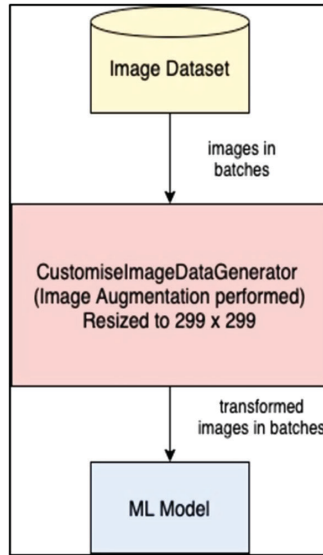 Image Dataset
images in
batches
CustomiseImageDataGenerator
(Image Augmentation performed)
Resized to 299 x 299
transformed
images in batches
ML Model